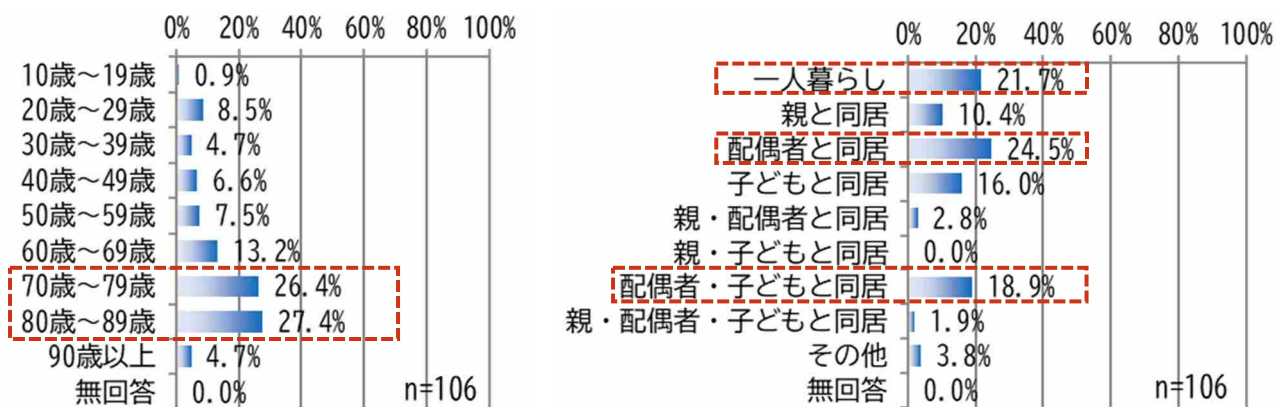 0% 20% 40% 60% 80% 100%
10歳～19歳 0.9%
20歳～29歳 8.5%
30歳～39歳 4.7%
40歳～49歳 6.6%
50歳～59歳 7.5%
60歳～69歳 13.2%
70歳～79歳 26.4%
80歳～89歳 27.4%
90歳以上 4.7%
無回答 0.0%
n=106
0% 20% 40% 60% 80% 100%
一人暮らし 21.7%
親と同居 10.4%
配偶者と同居 24.5%
子どもと同居 16.0%
親・配偶者と同居 2.8%
親・子どもと同居 0.0%
配偶者・子どもと同居 18.9%
親・配偶者・子どもと同居 1.9%
その他 3.8%
無回答 0.0%
n=106